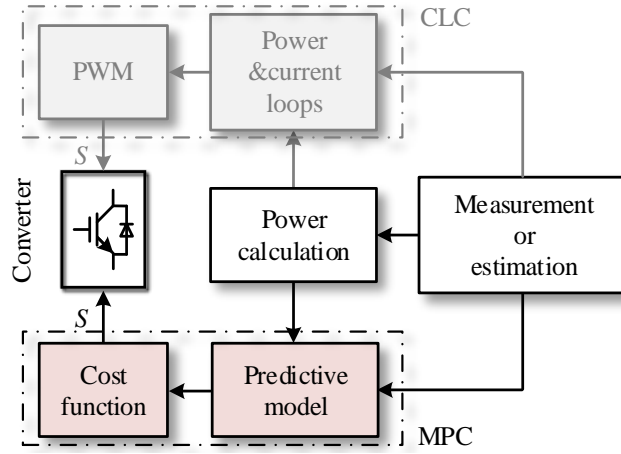 CLC
PWM
Power
&current
loops
S
Converter
Power
calculation
Measurement
or
estimation
S
Cost
function
Predictive
model
MPC